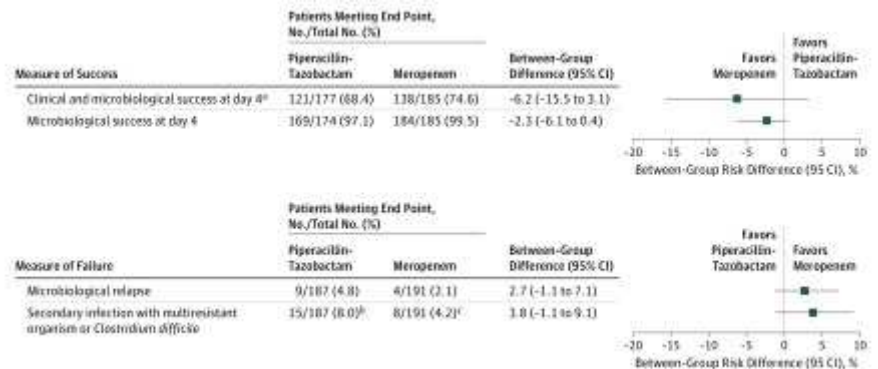 Patients Meeting End Point,
No./Total No. (%)
Measure of Success
Piperacillin-
Tazobactam
Meropenem
Between-Group
Difference (95% CI)
Favors
Meropenem
Favors
Piperacillin-
Tazobactam
Clinical and microbiological success at day 4ᵃ 121/177 (68.4) 138/185 (74.6) -6.2 (-15.5 to 3.1)
Microbiological success at day 4 169/174 (97.1) 184/185 (99.5) -2.3 (-6.1 to 0.4)
-20 -15 -10 -5 0 5 10
Between-Group Risk Difference (95 CI), %
Patients Meeting End Point,
No./Total No. (%)
Measure of Failure
Piperacillin-
Tazobactam
Meropenem
Between-Group
Difference (95% CI)
Favors
Piperacillin-
Tazobactam
Favors
Meropenem
Microbiological relapse 9/187 (4.8) 4/191 (2.1) 2.7 (-1.1 to 7.1)
Secondary infection with multiresistant 15/187 (8.0)ᵇ 8/191 (4.2)ᶜ 3.8 (-1.1 to 9.1)
organism or Clostridium difficile
-20 -15 -10 -5 0 5 10
Between-Group Risk Difference (95 CI), %